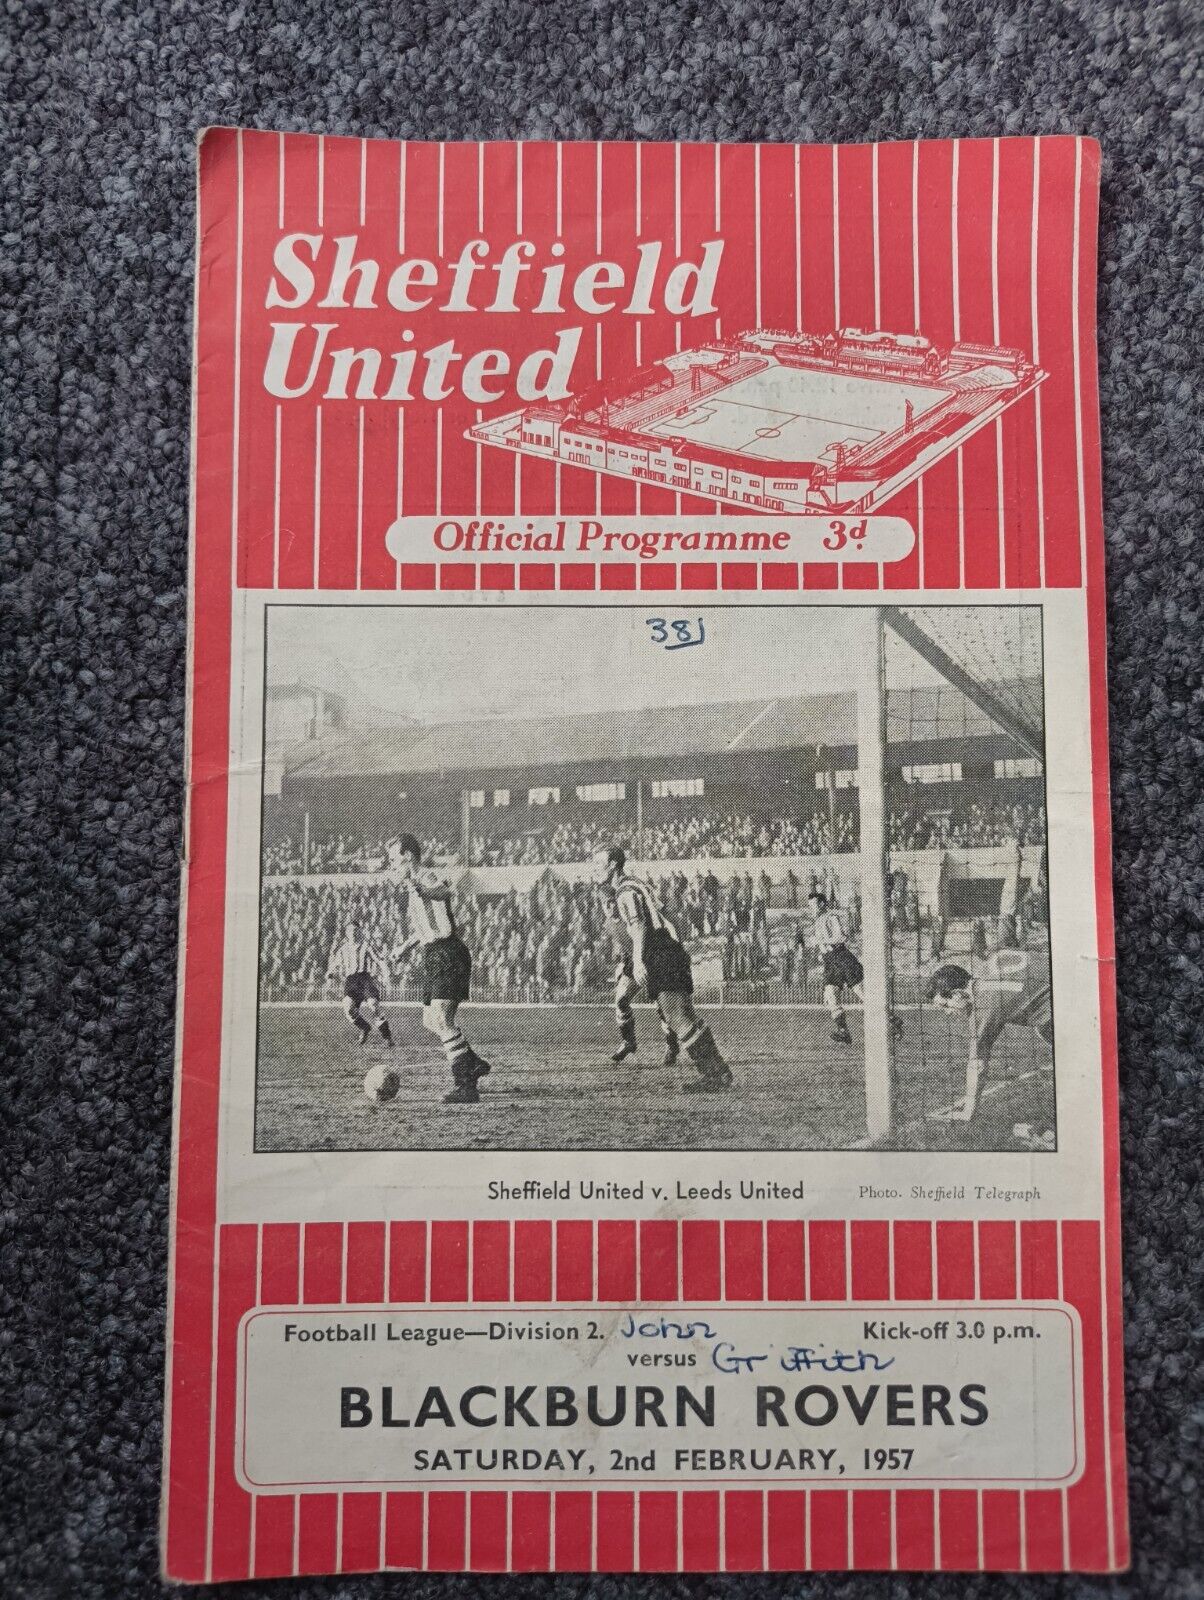 Sheffield
United
Official Programme 3d.
381
Sheffield United v. Leeds United
Photo. Sheffield Telegraph
Football League—Division 2. John Kick-off 3.0 p.m.
versus Griffith
BLACKBURN ROVERS
SATURDAY, 2nd FEBRUARY, 1957